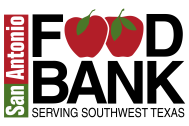 San Antonio
FOOD
BANK
SERVING SOUTHWEST TEXAS